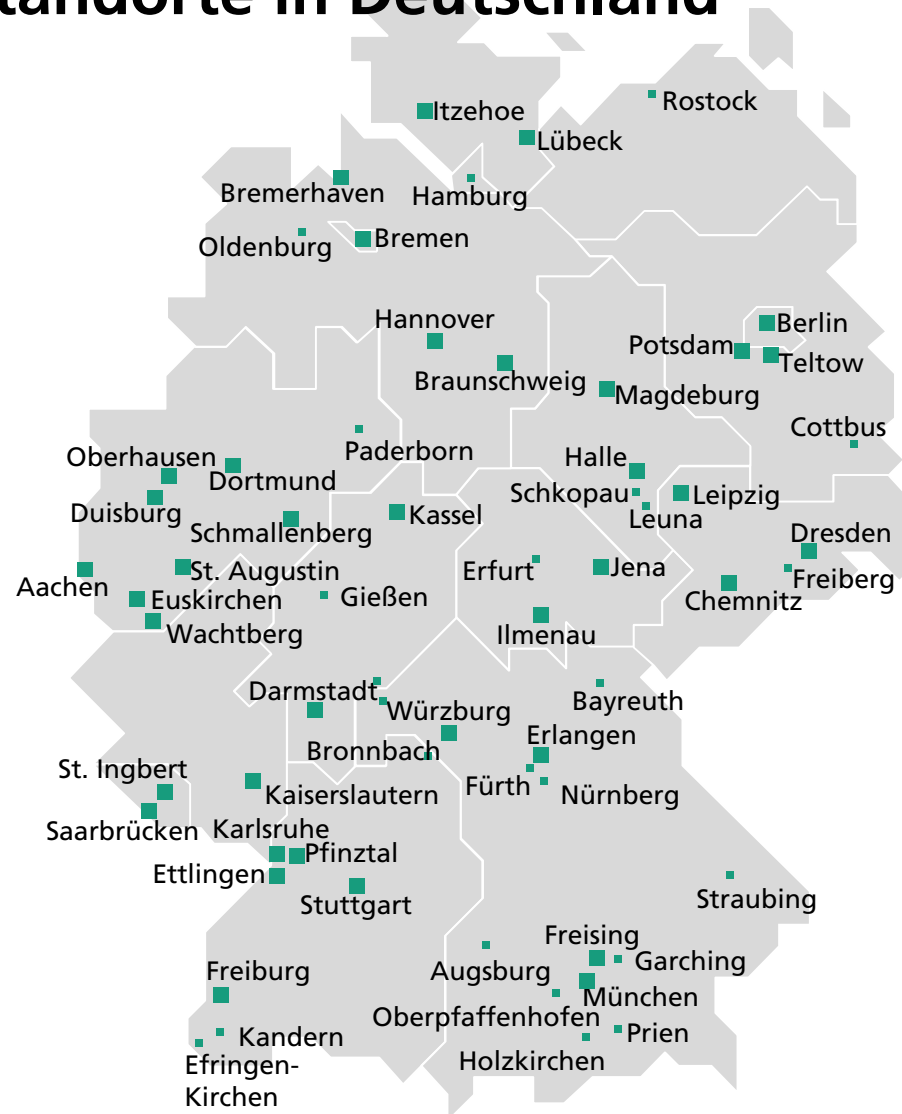 tandorte in Deutschland
Rostock
Itzehoe
Lübeck
Bremerhaven
Hamburg
Oldenburg
Bremen
Hannover
Berlin
Potsdam
Teltow
Braunschweig
Magdeburg
Cottbus
Paderborn
Oberhausen
Halle
Dortmund
Schkopau
Leipzig
Duisburg
Kassel
Leuna
Schmallenberg
Dresden
Erfurt
Jena
St. Augustin
Freiberg
Aachen
Gießen
Euskirchen
Chemnitz
Wachtberg
Ilmenau
Darmstadt
Bayreuth
Würzburg
Erlangen
Bronnbach
St. Ingbert
Fürth
Kaiserslautern
Nürnberg
Saarbrücken
Karlsruhe
Pfinztal
Ettlingen
Stuttgart
Straubing
Freising
Garching
Freiburg
Augsburg
München
Oberpfaffenhofen
Prien
Kandern
Holzkirchen
Efringen-
Kirchen